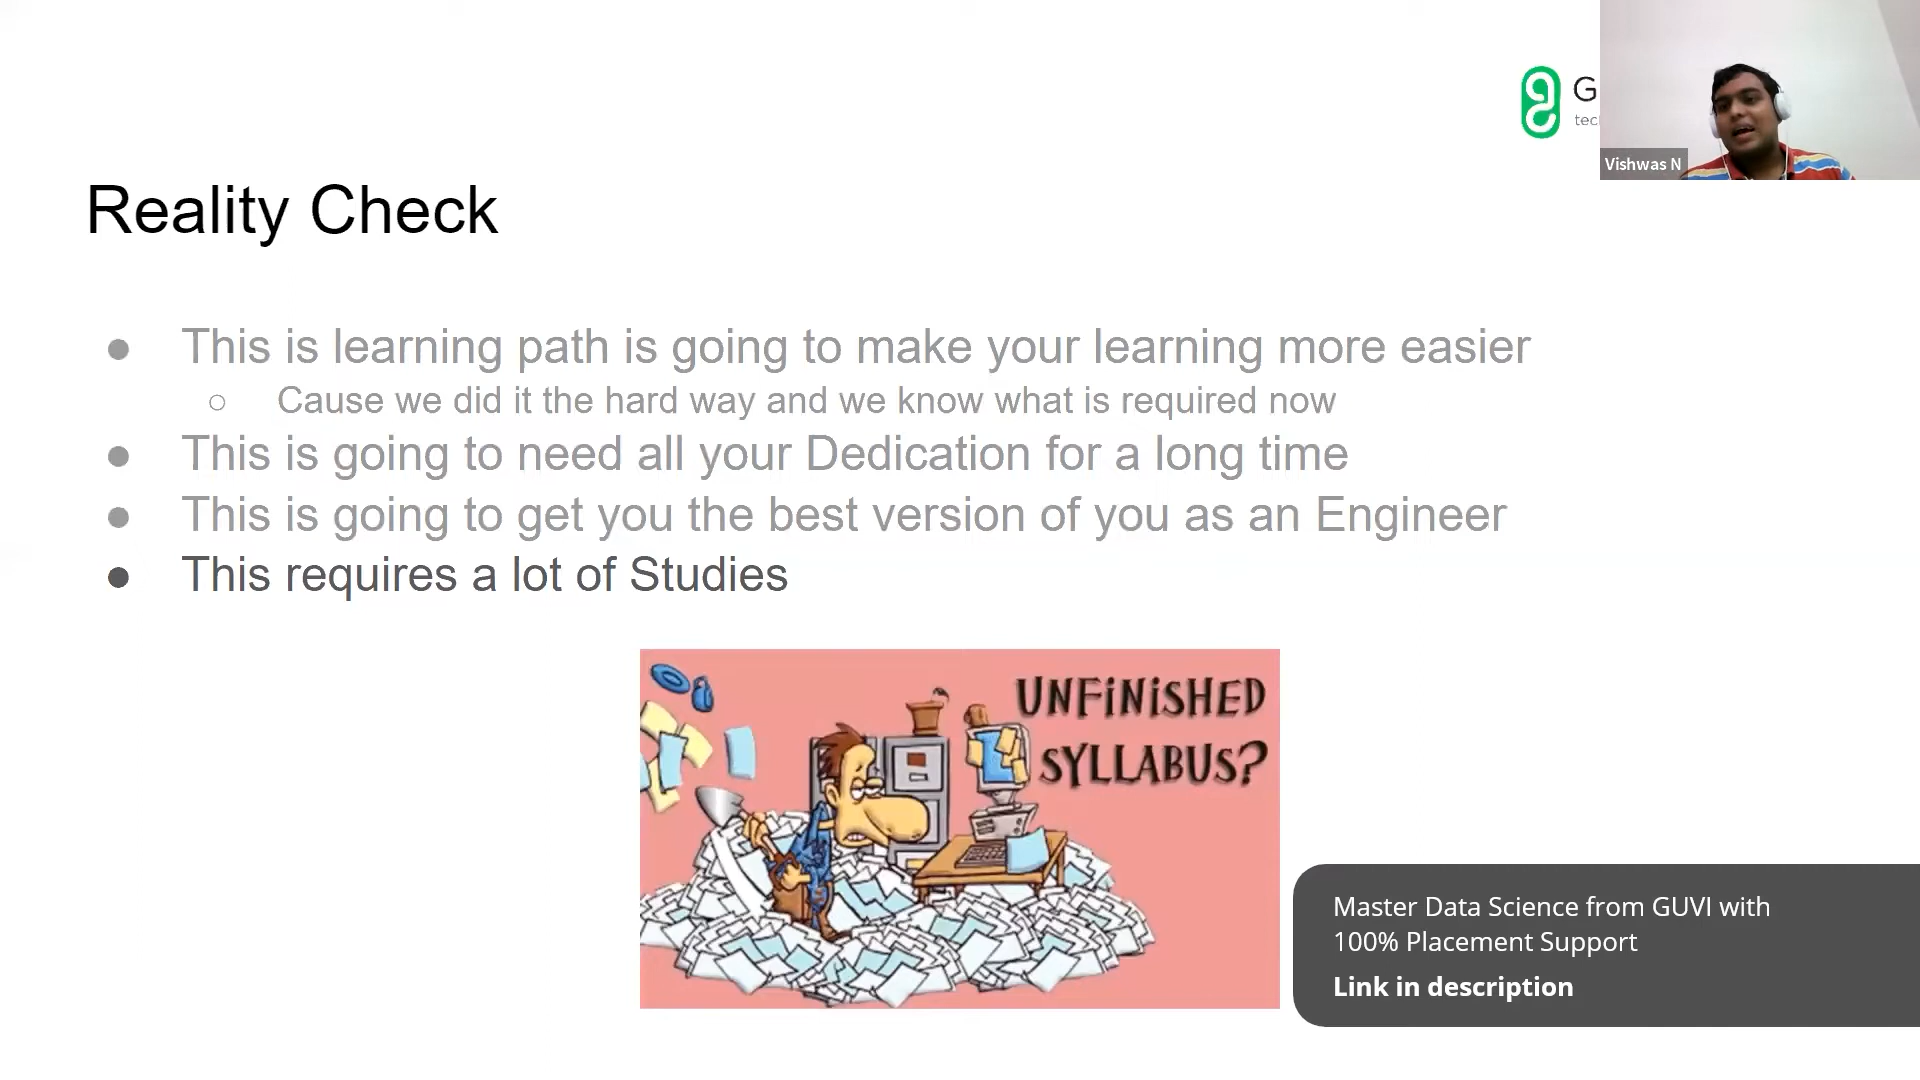 G
tec
Vishwas N
Reality Check
This is learning path is going to make your learning more easier
Cause we did it the hard way and we know what is required now
This is going to need all your Dedication for a long time
This is going to get you the best version of you as an Engineer
This requires a lot of Studies
UNFiNiSHED
SYLLABUS?
Master Data Science from GUVI with
100% Placement Support
Link in description